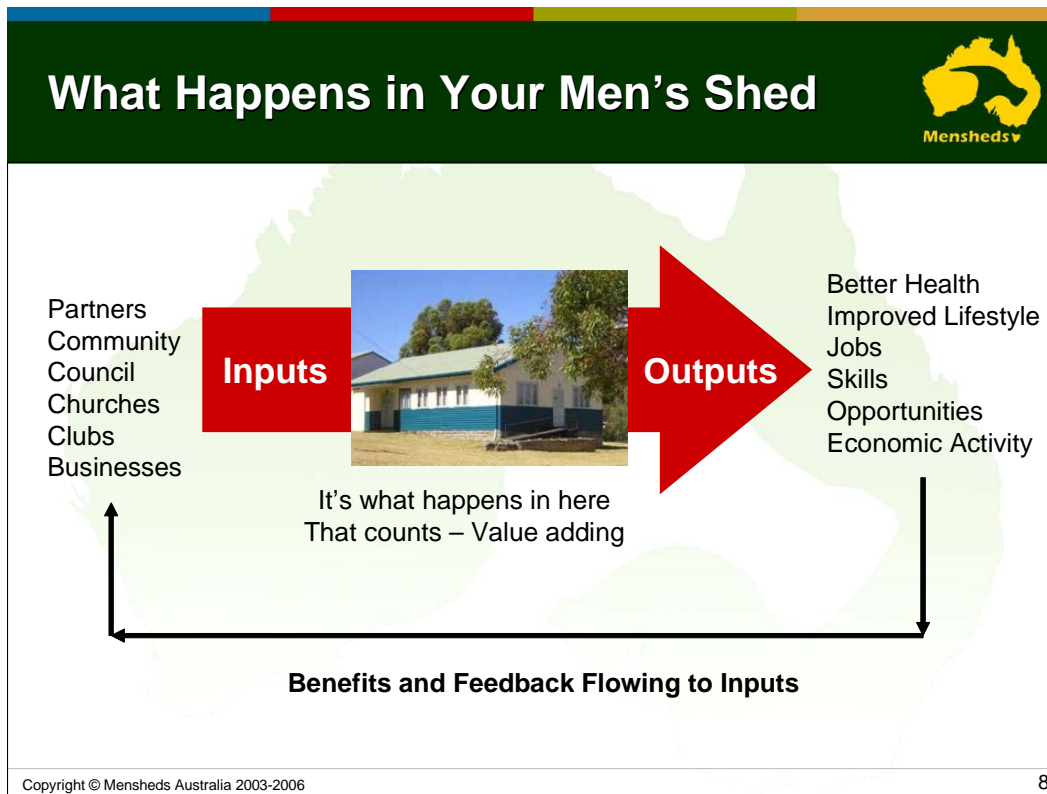 What Happens in Your Men’s Shed
Mensheds
Partners
Community
Council
Churches
Clubs
Businesses
Inputs
Outputs
Better Health
Improved Lifestyle
Jobs
Skills
Opportunities
Economic Activity
It’s what happens in here
That counts – Value adding
Benefits and Feedback Flowing to Inputs
Copyright © Mensheds Australia 2003-2006
8